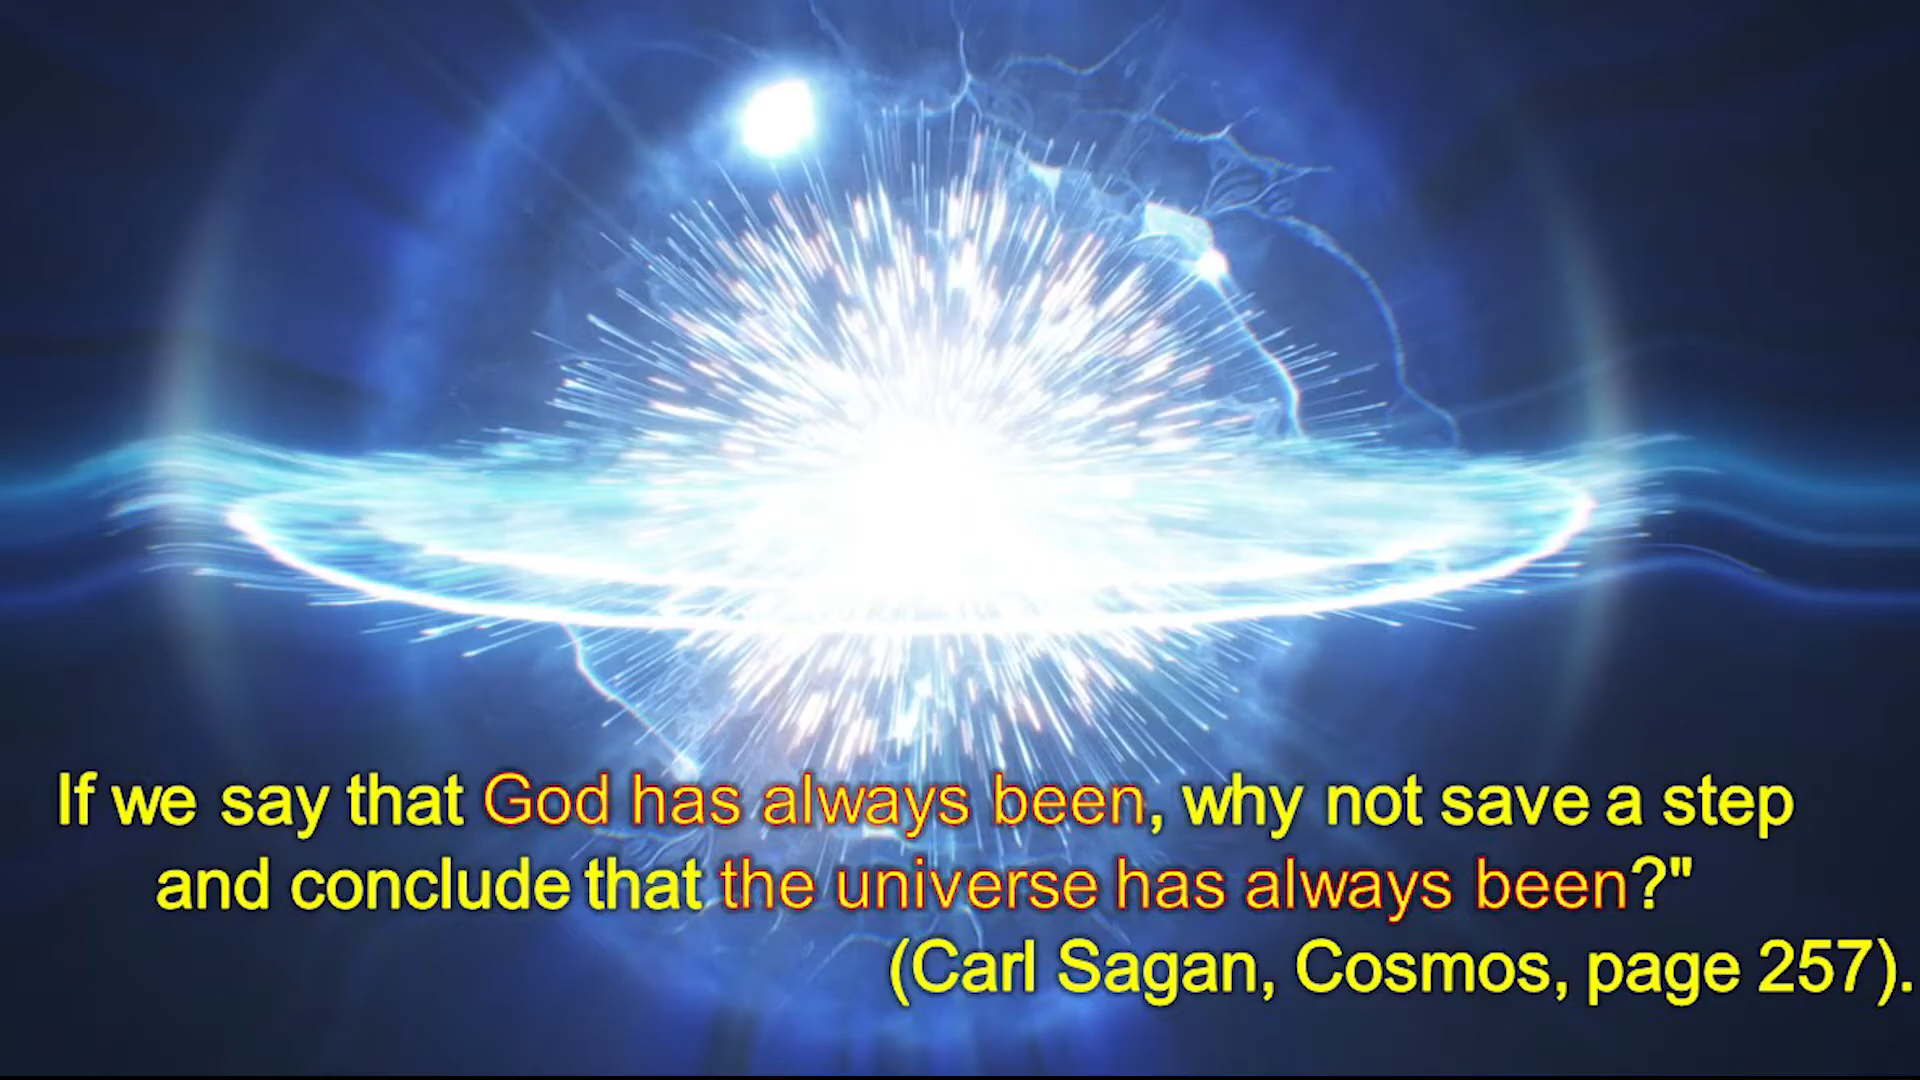 If we say that God has always been, why not save a step
and conclude that the universe has always been?"
(Carl Sagan, Cosmos, page 257).